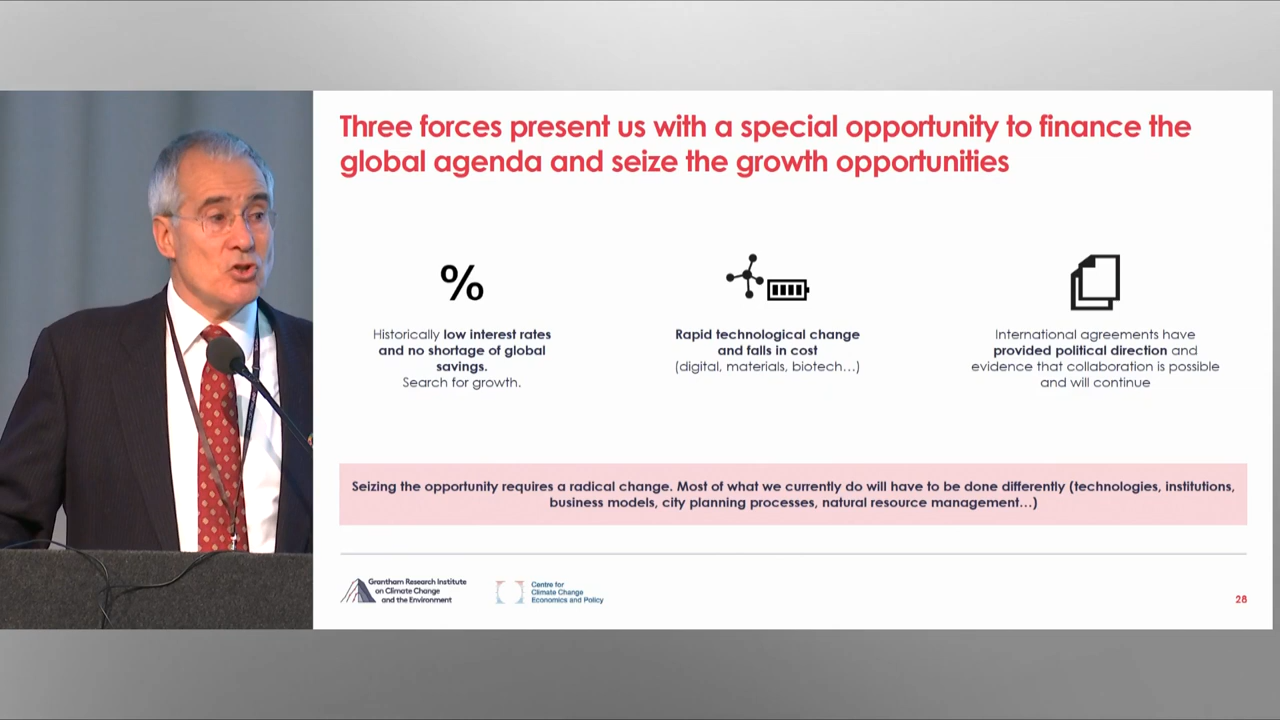 Three forces present us with a special opportunity to finance the
global agenda and seize the growth opportunities
%
Historically low interest rates
and no shortage of global
savings.
Search for growth.
Rapid technological change
and falls in cost
(digital, materials, biotech...)
International agreements have
provided political direction and
evidence that collaboration is possible
and will continue
Seizing the opportunity requires a radical change. Most of what we currently do will have to be done differently (technologies, institutions,
business models, city planning processes, natural resource management...)
Grantham Research Institute
on Climate Change
and the Environment
Centre for
Climate Change
Economics and Policy
28